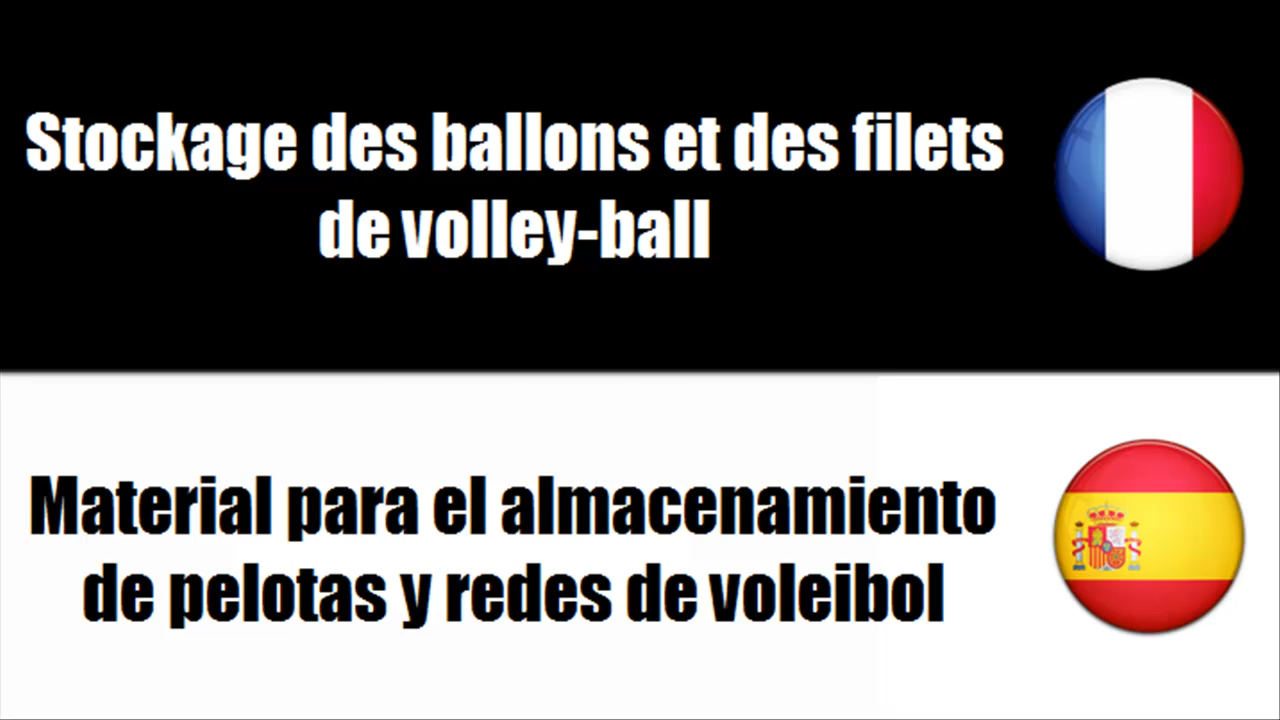 Stockage des ballons et des filets
de volley-ball
Material para el almacenamiento
de pelotas y redes de voleibol